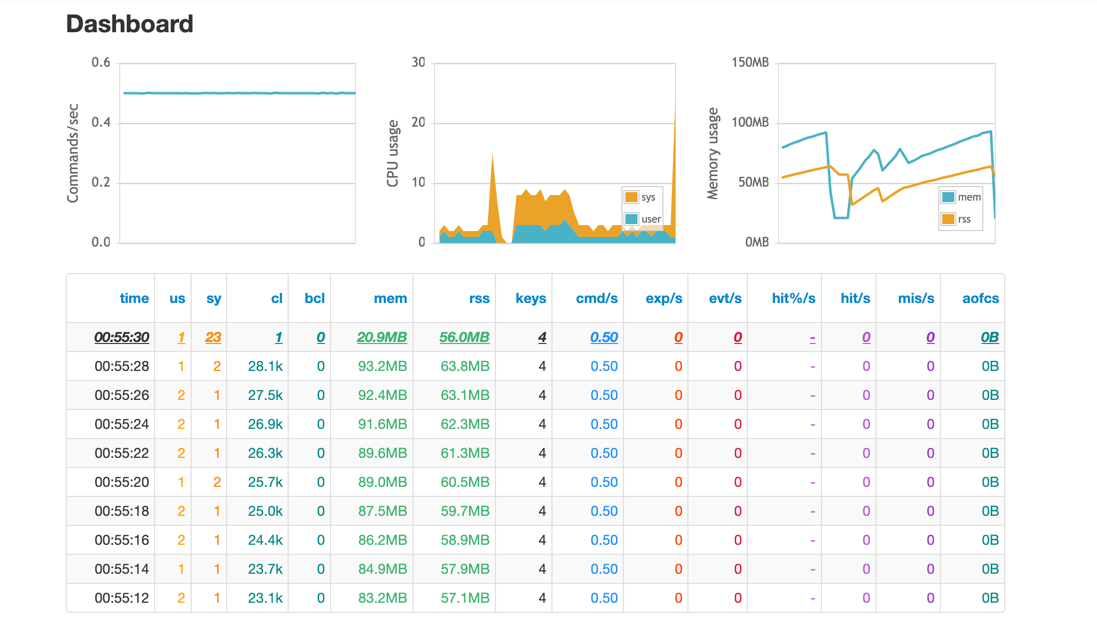 Dashboard
0.6
0.4
0.2
0.0
Commands/sec
30
20
10
0
CPU usage
sys
user
150MB
100MB
50MB
0MB
Memory usage
mem
rss
time us sy cl bcl mem rss keys cmd/s exp/s evt/s hit%/s hit/s mis/s aofcs
00:55:30 1 23 1 0 20.9MB 56.0MB 4 0.50 0 0 - 0 0 0B
00:55:28 1 2 28.1k 0 93.2MB 63.8MB 4 0.50 0 0 - 0 0 0B
00:55:26 2 1 27.5k 0 92.4MB 63.1MB 4 0.50 0 0 - 0 0 0B
00:55:24 2 1 26.9k 0 91.6MB 62.3MB 4 0.50 0 0 - 0 0 0B
00:55:22 2 1 26.3k 0 89.6MB 61.3MB 4 0.50 0 0 - 0 0 0B
00:55:20 1 2 25.7k 0 89.0MB 60.5MB 4 0.50 0 0 - 0 0 0B
00:55:18 2 1 25.0k 0 87.5MB 59.7MB 4 0.50 0 0 - 0 0 0B
00:55:16 2 1 24.4k 0 86.2MB 58.9MB 4 0.50 0 0 - 0 0 0B
00:55:14 1 1 23.7k 0 84.9MB 57.9MB 4 0.50 0 0 - 0 0 0B
00:55:12 2 1 23.1k 0 83.2MB 57.1MB 4 0.50 0 0 - 0 0 0B